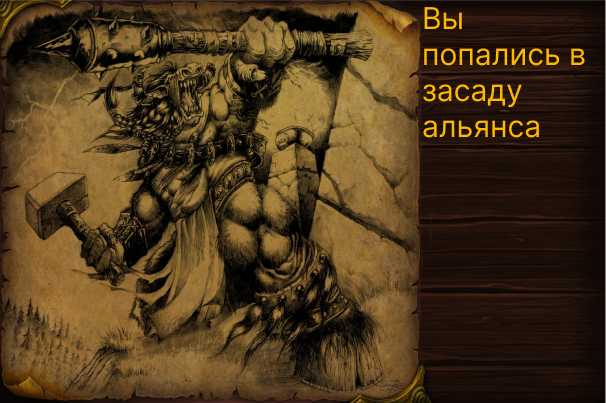 Вы
попались в
засаду
альянса